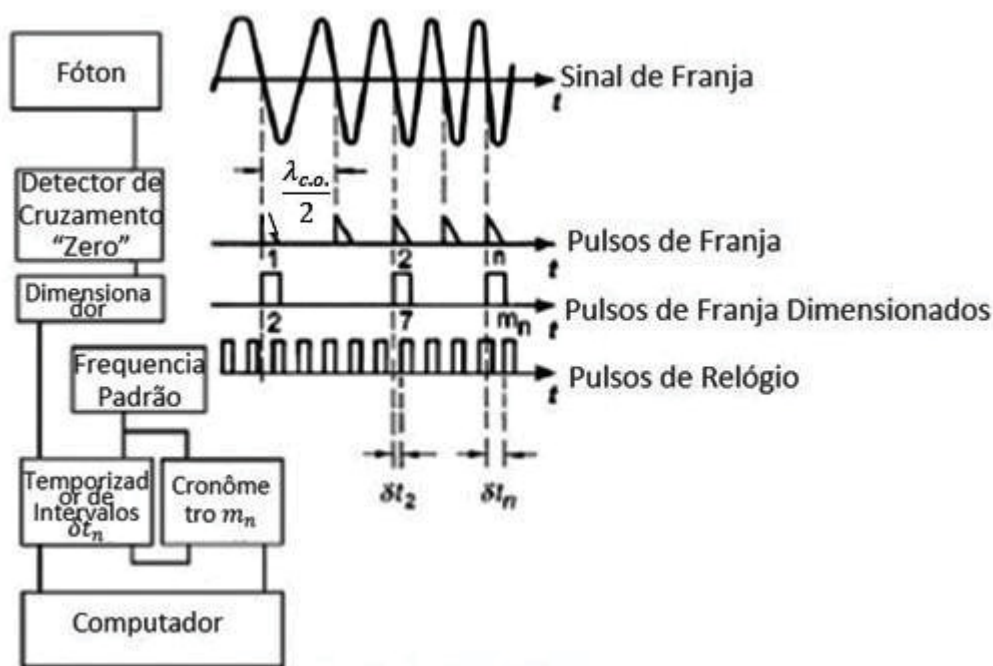 Fóton
Sinal de Franja
t
Detector de
Cruzamento
“Zero”
λc.o.
2
Pulsos de Franja
t
1 2 n
Dimensiona
dor
Pulsos de Franja Dimensionados
t
2 7 mn
Frequencia
Padrão
Pulsos de Relógio
t
Temporizad
or de
Intervalos
δtn
Cronôme
tro mn
δt2 δtn
Computador